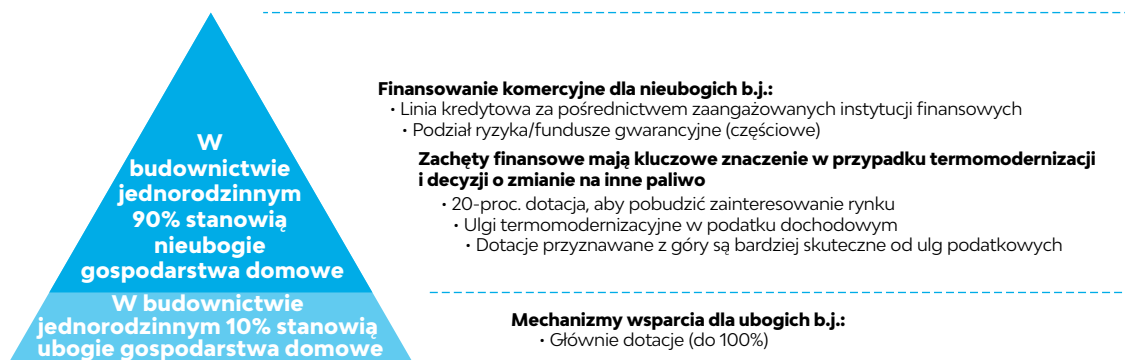 W
budownictwie
jednorodzinnym
90% stanowią
nieubogie
gospodarstwa domowe
W budownictwie
jednorodzinnym 10% stanowią
ubogie gospodarstwa domowe
Finansowanie komercyjne dla nieubogich b.j.:
• Linia kredytowa za pośrednictwem zaangażowanych instytucji finansowych
• Podział ryzyka/fundusze gwarancyjne (częściowe)
Zachęty finansowe mają kluczowe znaczenie w przypadku termomodernizacji
i decyzji o zmianie na inne paliwo
• 20-proc. dotacja, aby pobudzić zainteresowanie rynku
• Ulgi termomodernizacyjne w podatku dochodowym
• Dotacje przyznawane z góry są bardziej skuteczne od ulg podatkowych
Mechanizmy wsparcia dla ubogich b.j.:
• Głównie dotacje (do 100%)